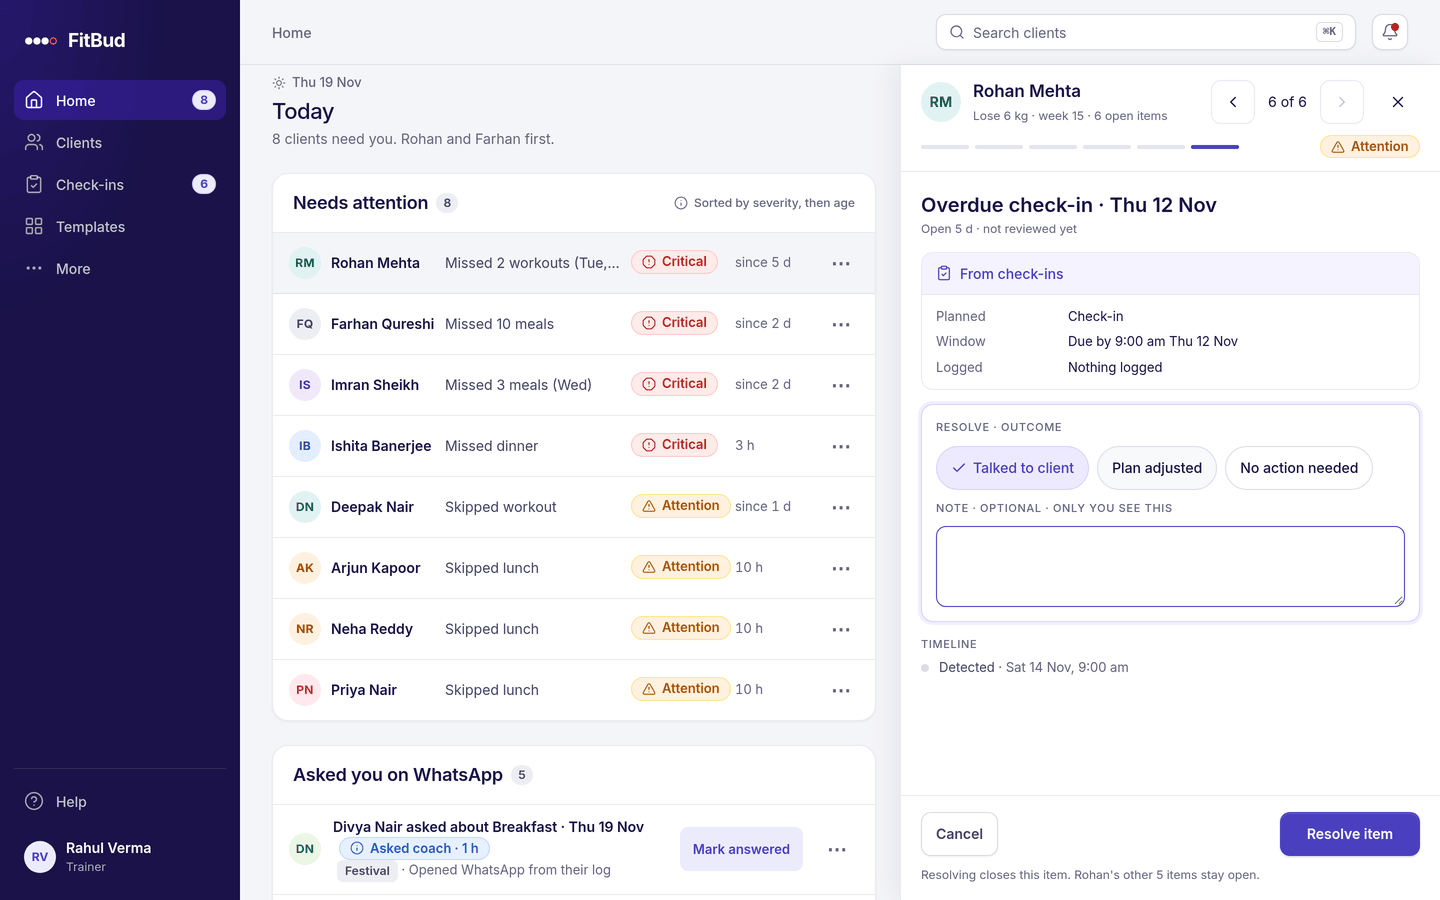 FitBud
Home 8
Clients
Check-ins 6
Templates
More
Help
RV Rahul Verma
Trainer
Home
Search clients ⌘K
Thu 19 Nov
Today
8 clients need you. Rohan and Farhan first.
Needs attention 8 Sorted by severity, then age
RM Rohan Mehta Missed 2 workouts (Tue,... Critical since 5 d
FQ Farhan Qureshi Missed 10 meals Critical since 2 d
IS Imran Sheikh Missed 3 meals (Wed) Critical since 2 d
IB Ishita Banerjee Missed dinner Critical 3 h
DN Deepak Nair Skipped workout Attention since 1 d
AK Arjun Kapoor Skipped lunch Attention 10 h
NR Neha Reddy Skipped lunch Attention 10 h
PN Priya Nair Skipped lunch Attention 10 h
Asked you on WhatsApp 5
Divya Nair asked about Breakfast · Thu 19 Nov
DN Asked coach · 1 h Mark answered
Festival · Opened WhatsApp from their log
RM Rohan Mehta 6 of 6
Lose 6 kg · week 15 · 6 open items
Attention
Overdue check-in · Thu 12 Nov
Open 5 d · not reviewed yet
From check-ins
Planned Check-in
Window Due by 9:00 am Thu 12 Nov
Logged Nothing logged
RESOLVE · OUTCOME
Talked to client Plan adjusted No action needed
NOTE · OPTIONAL · ONLY YOU SEE THIS
TIMELINE
Detected · Sat 14 Nov, 9:00 am
Cancel Resolve item
Resolving closes this item. Rohan's other 5 items stay open.